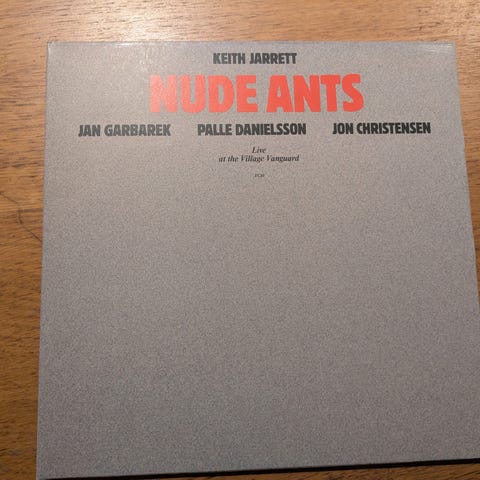 KEITH JARRETT
NUDE ANTS
JAN GARBAREK PALLE DANIELSSON JON CHRISTENSEN
Live
at the Village Vanguard
ECM